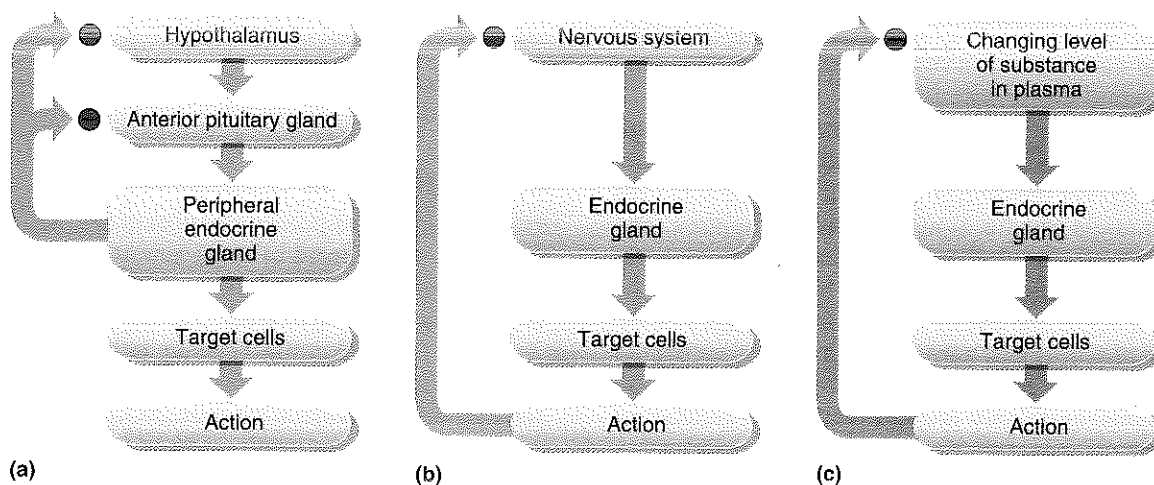 Hypothalamus
Anterior pituitary gland
Peripheral
endocrine
gland
Target cells
Action
(a)
Nervous system
Endocrine
gland
Target cells
Action
(b)
Changing level
of substance
in plasma
Endocrine
gland
Target cells
Action
(c)